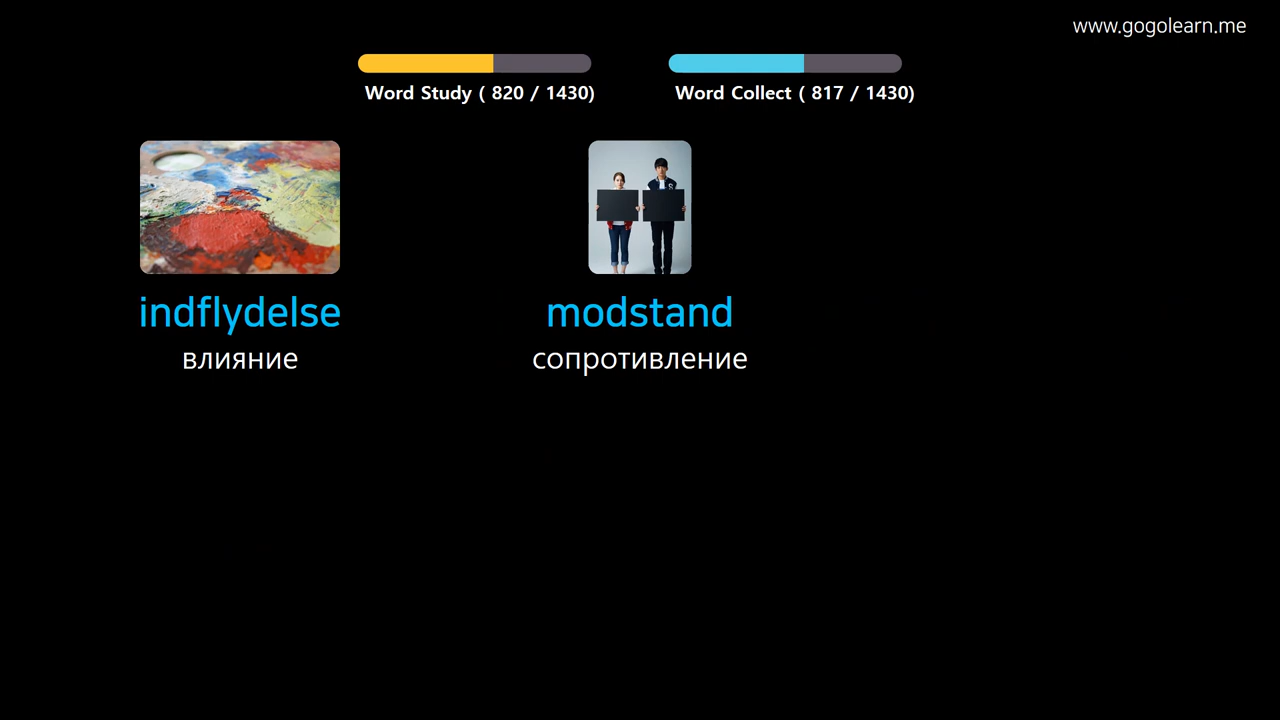 www.gogolearn.me
Word Study ( 820 / 1430)
Word Collect ( 817 / 1430)
indflydelse
влияние
modstand
сопротивление